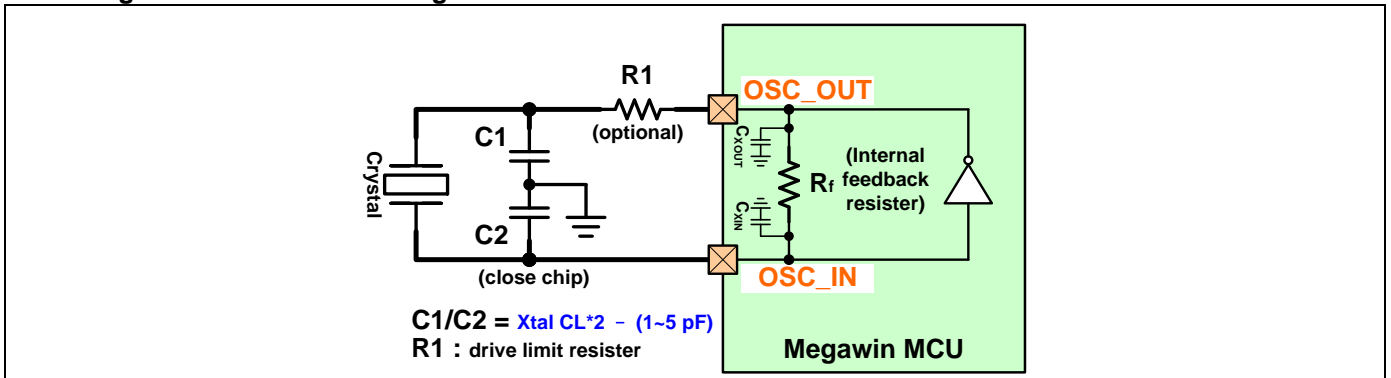 R1
(optional)
OSC_OUT
C1
CXOUT
Crystal
Rf
(Internal
feedback
resister)
CXIN
C2
(close chip)
OSC_IN
C1/C2 = Xtal CL*2 – (1~5 pF)
R1 : drive limit resister
Megawin MCU